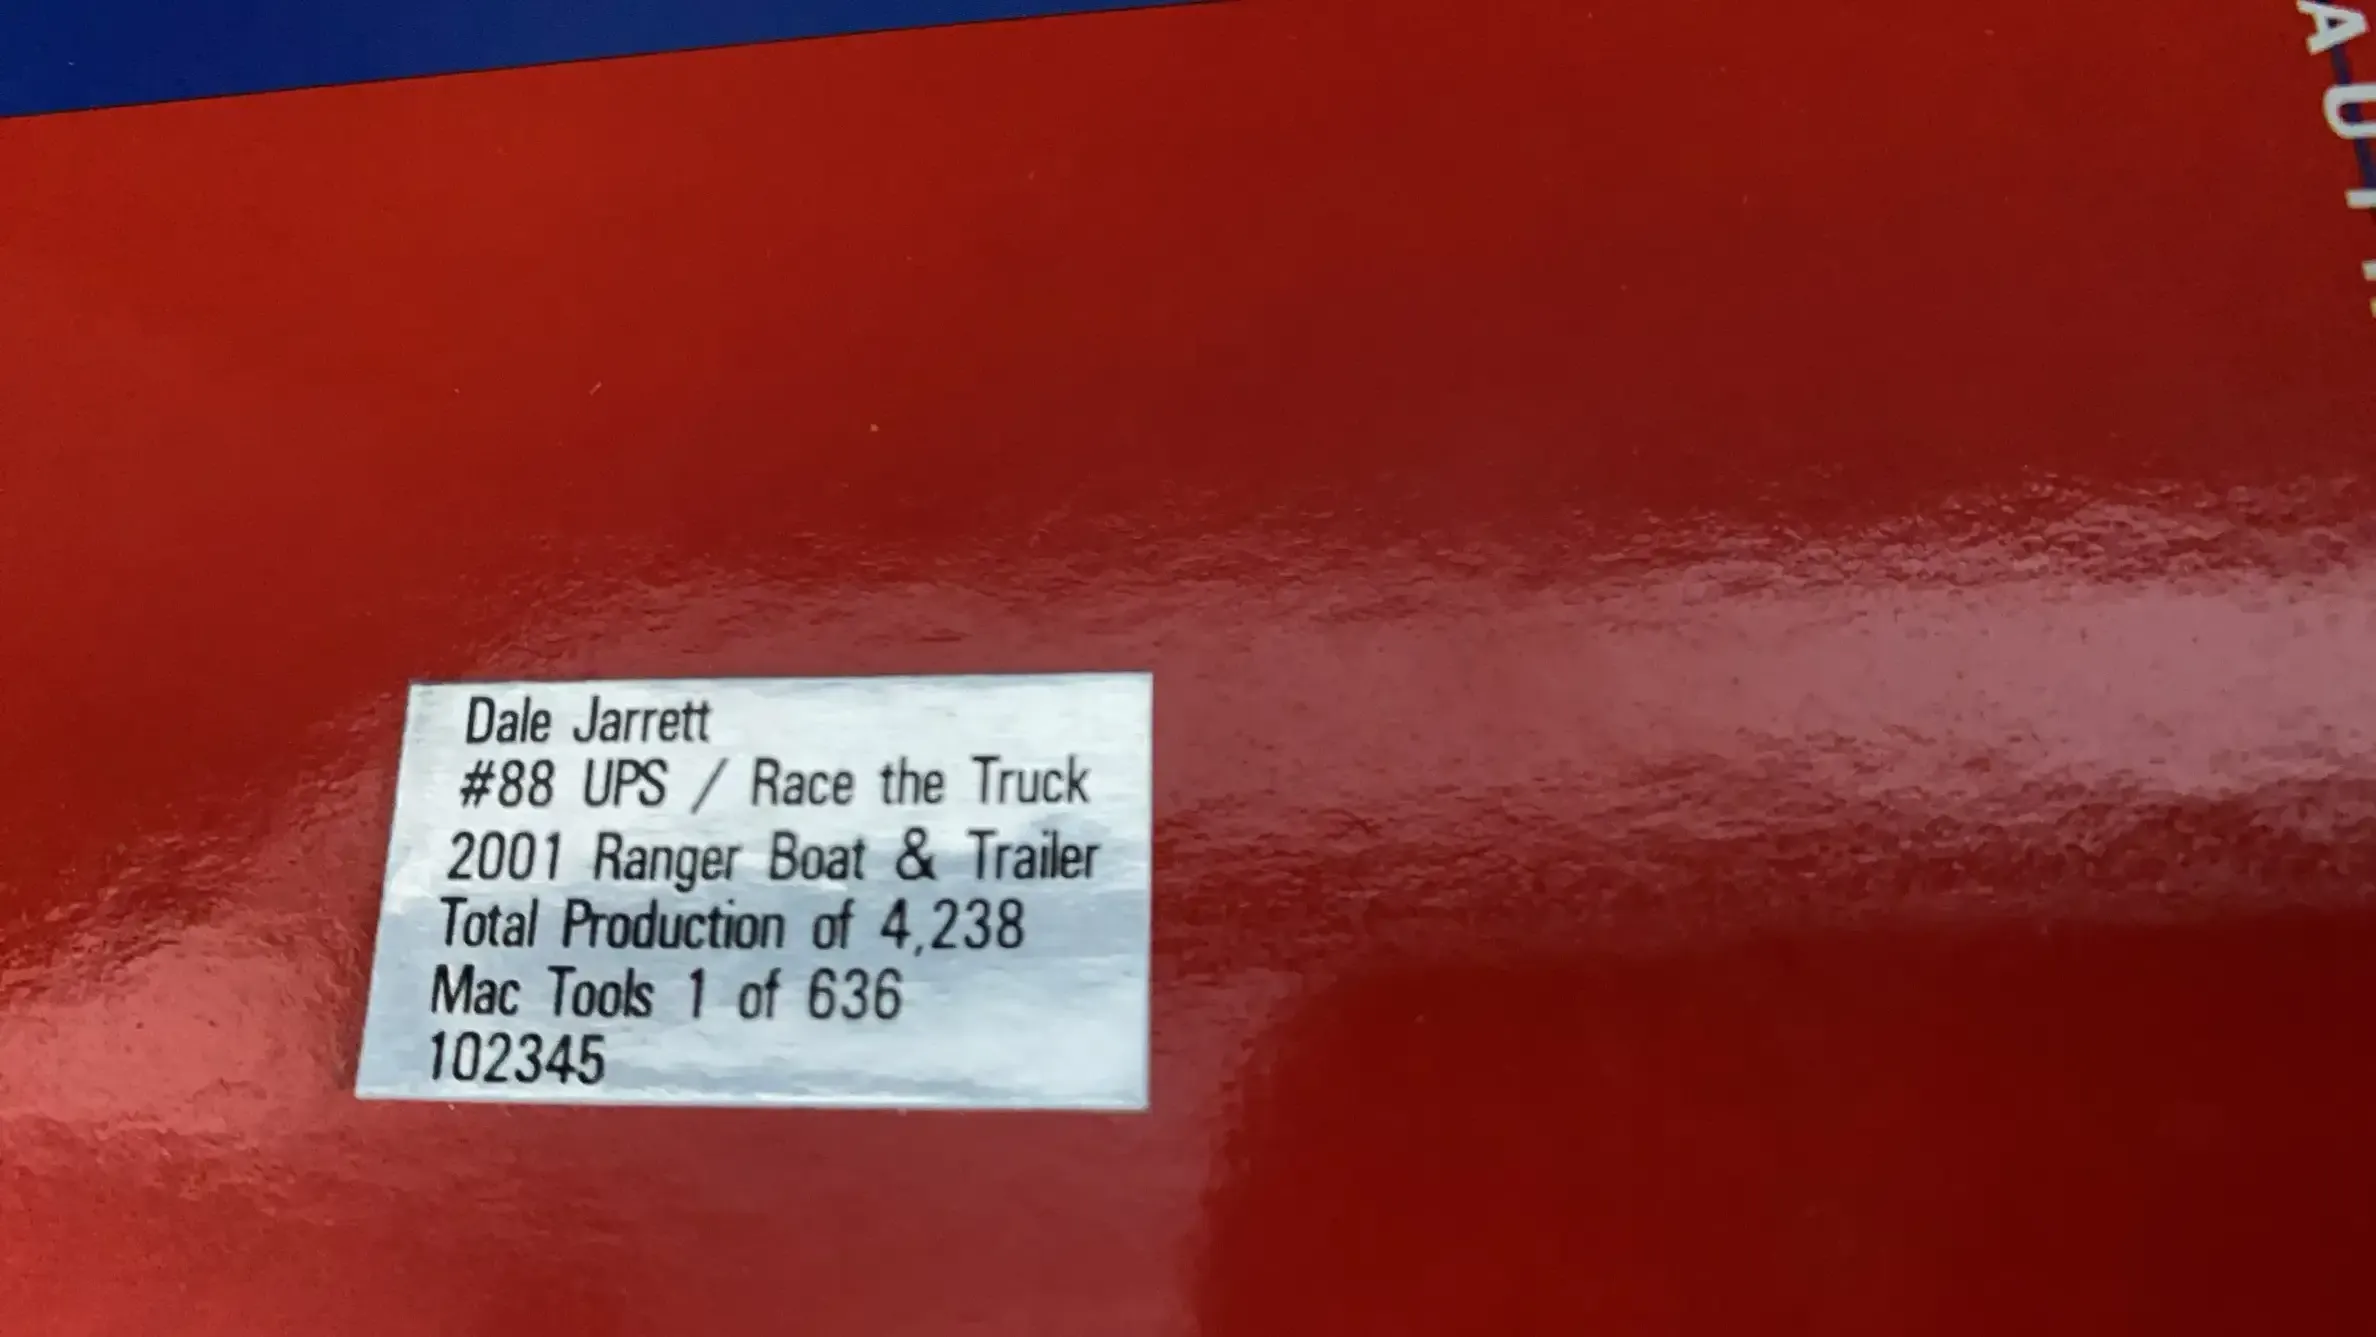 Dale Jarrett
#88 UPS / Race the Truck
2001 Ranger Boat & Trailer
Total Production of 4,238
Mac Tools 1 of 636
102345